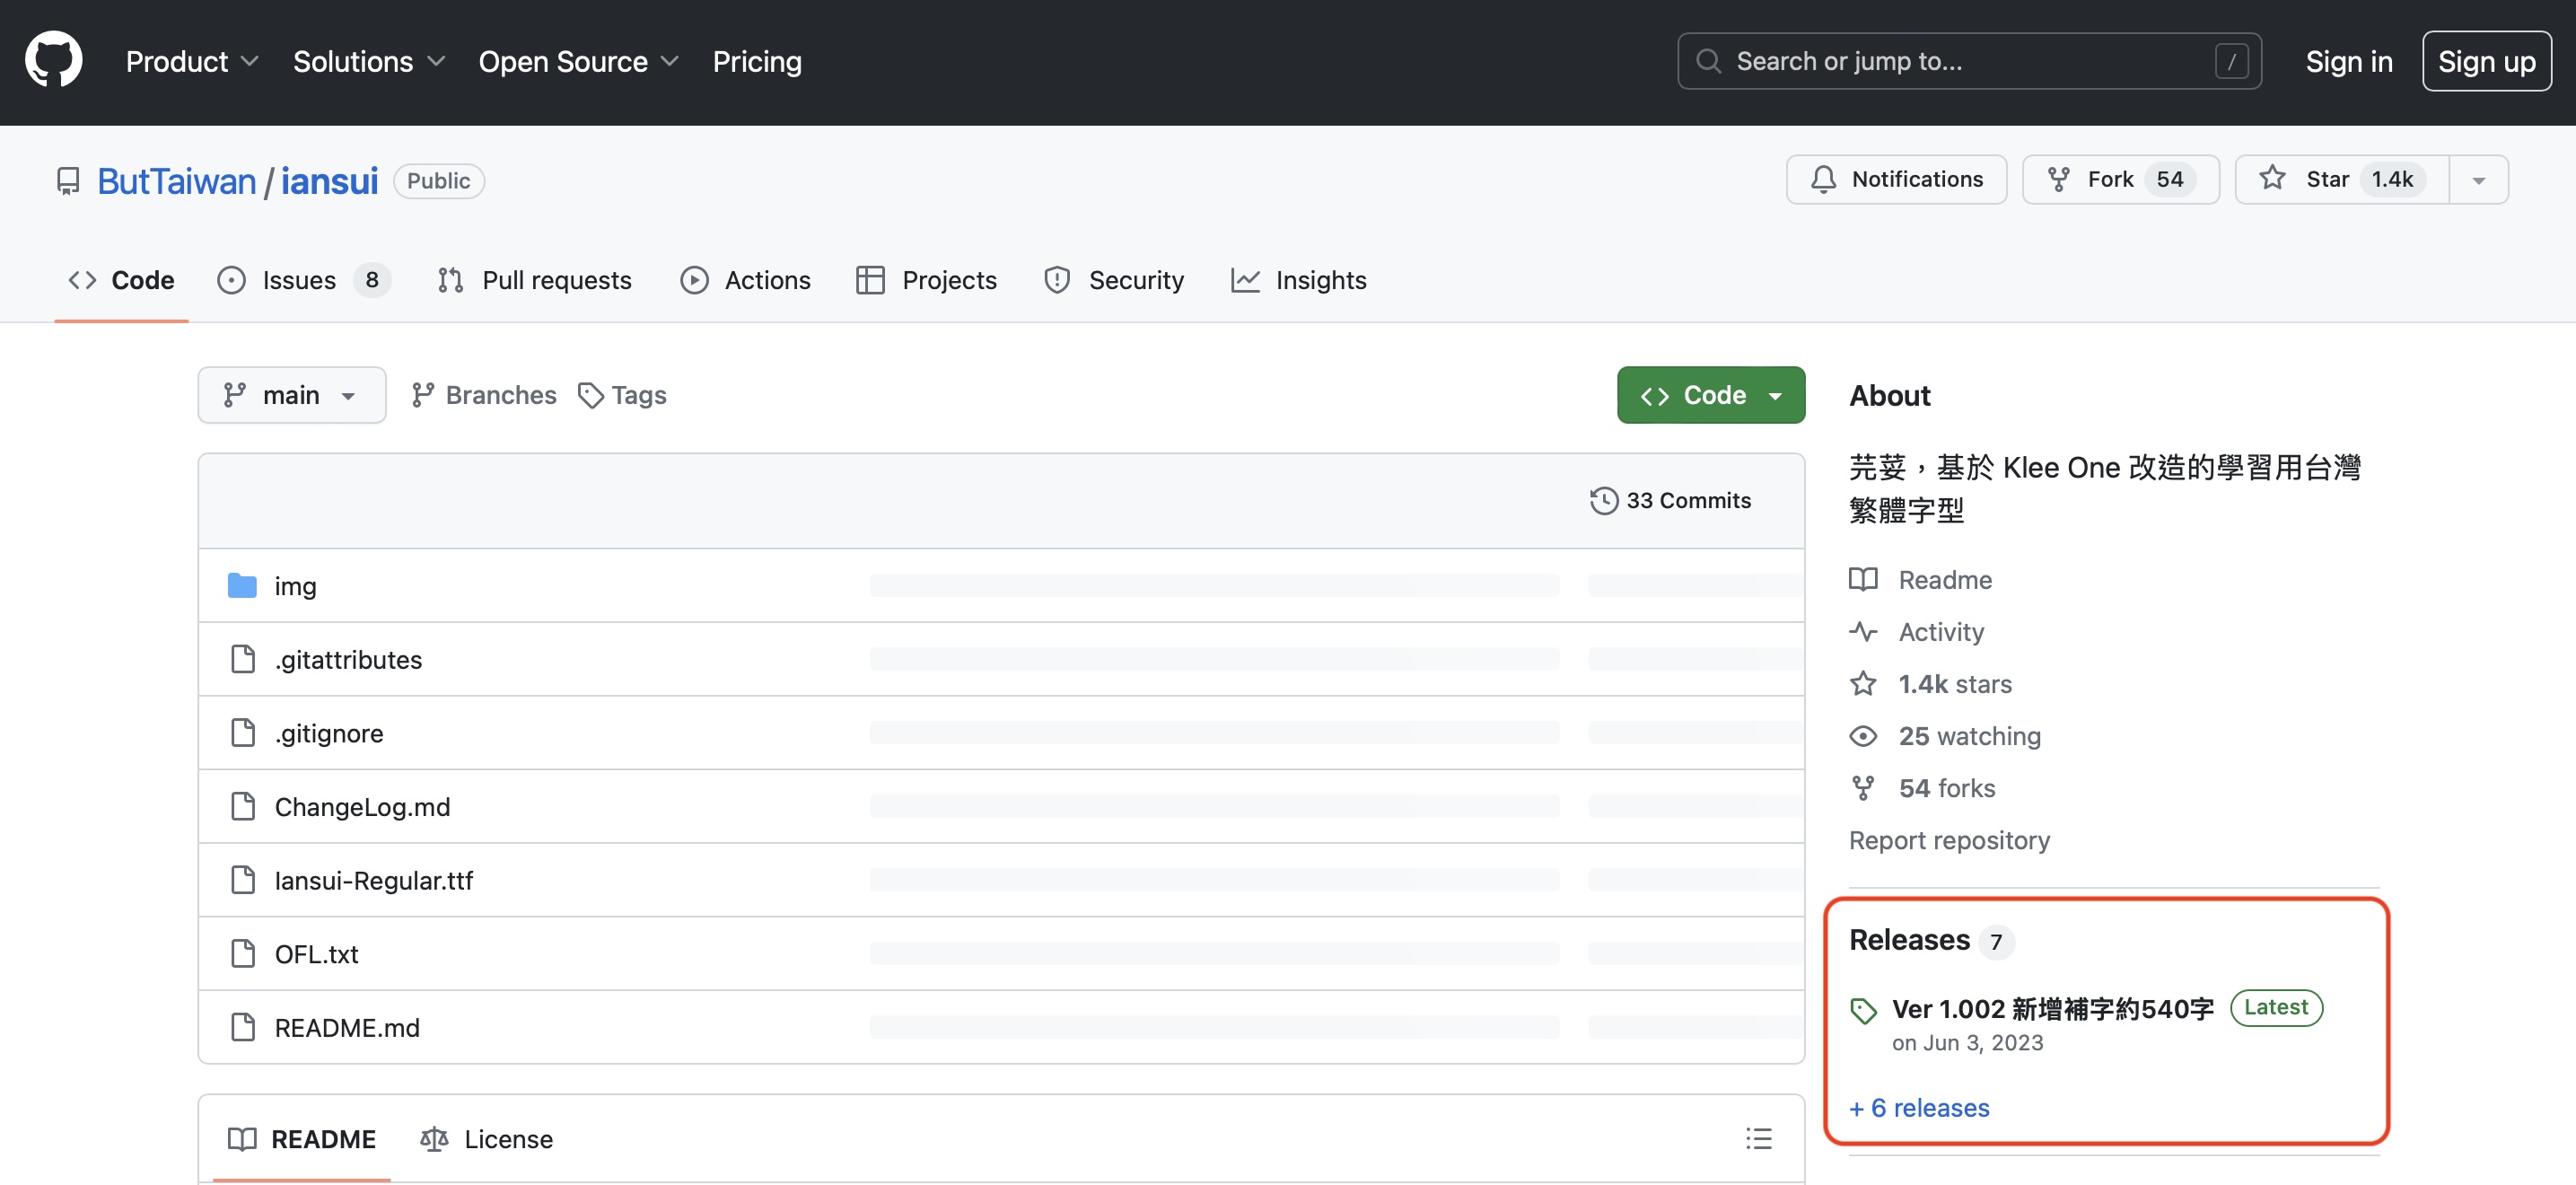 Product Solutions Open Source Pricing Search or jump to... / Sign in Sign up
ButTaiwan / iansui Public Notifications Fork 54 Star 1.4k
Code Issues 8 Pull requests Actions Projects Security Insights
main Branches Tags Code
33 Commits
img
.gitattributes
.gitignore
ChangeLog.md
Iansui-Regular.ttf
OFL.txt
README.md
README License
About
芫荽，基於 Klee One 改造的學習用台灣
繁體字型
Readme
Activity
1.4k stars
25 watching
54 forks
Report repository
Releases 7
Ver 1.002 新增補字約540字 Latest
on Jun 3, 2023
+ 6 releases